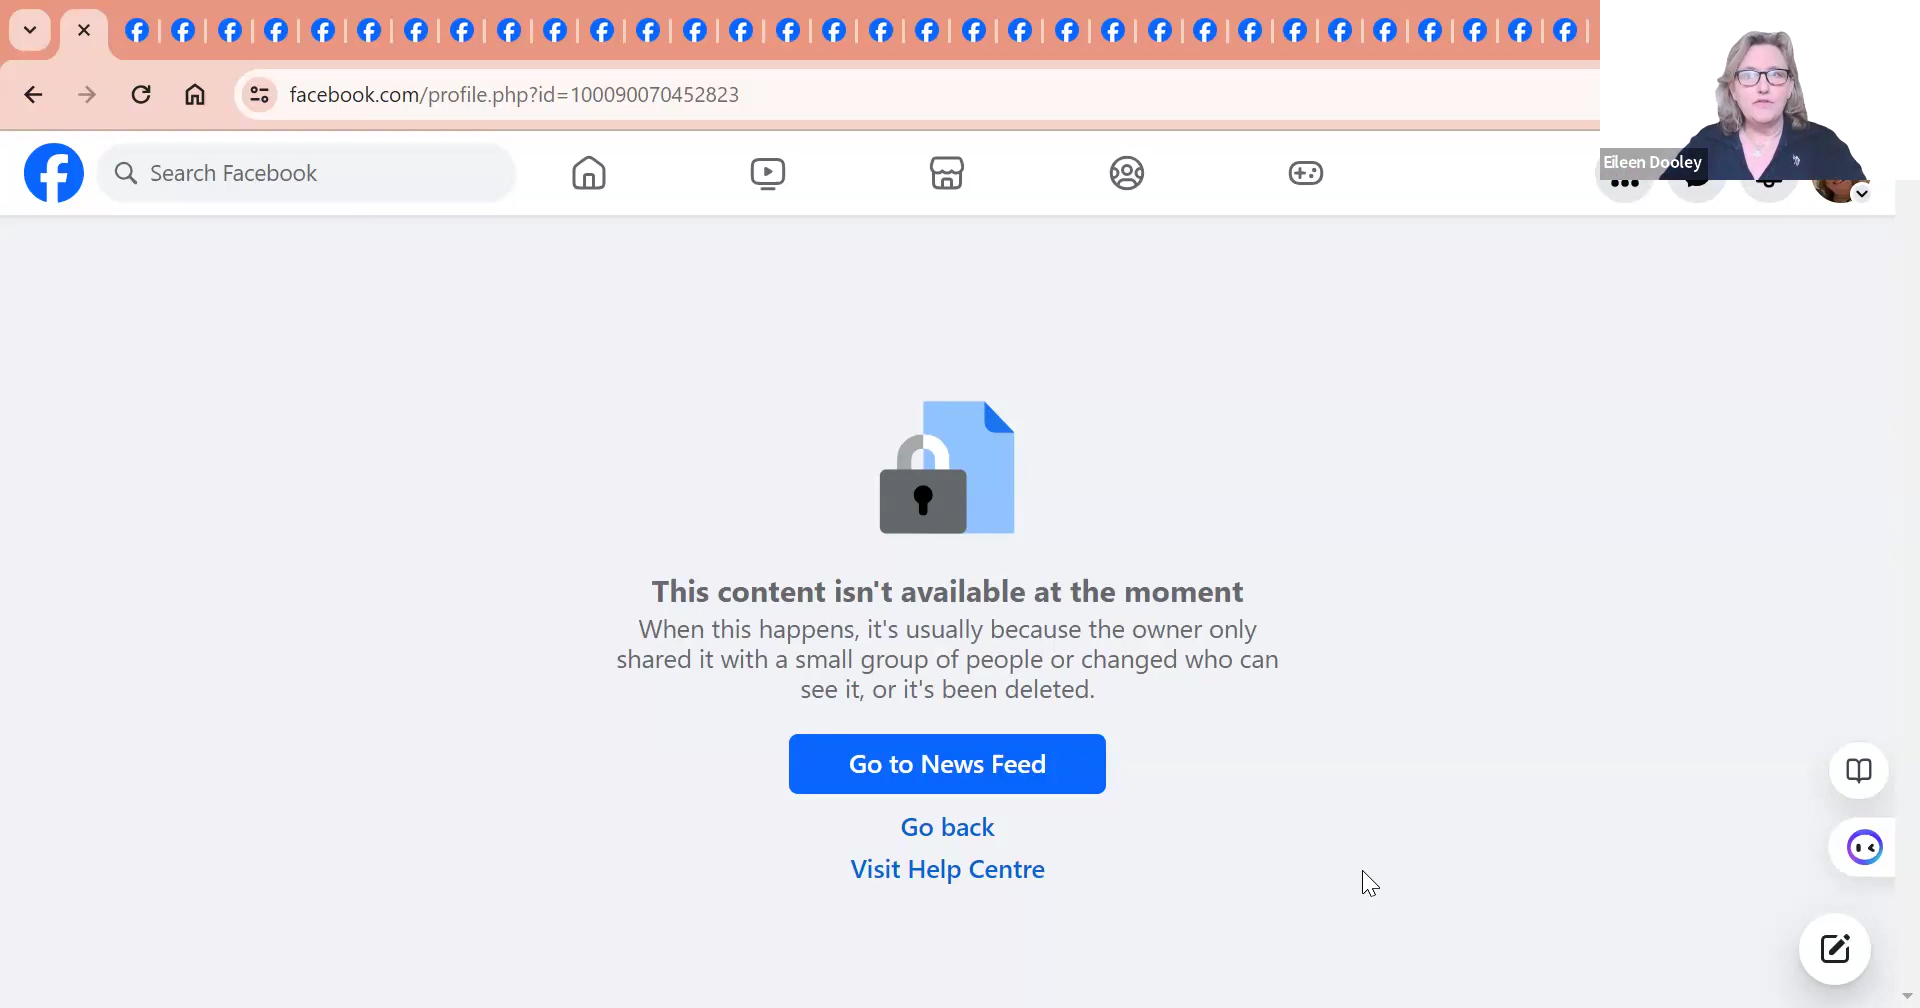 facebook.com/profile.php?id=100090070452823
Search Facebook
Eileen Dooley
This content isn't available at the moment
When this happens, it's usually because the owner only
shared it with a small group of people or changed who can
see it, or it's been deleted.
Go to News Feed
Go back
Visit Help Centre